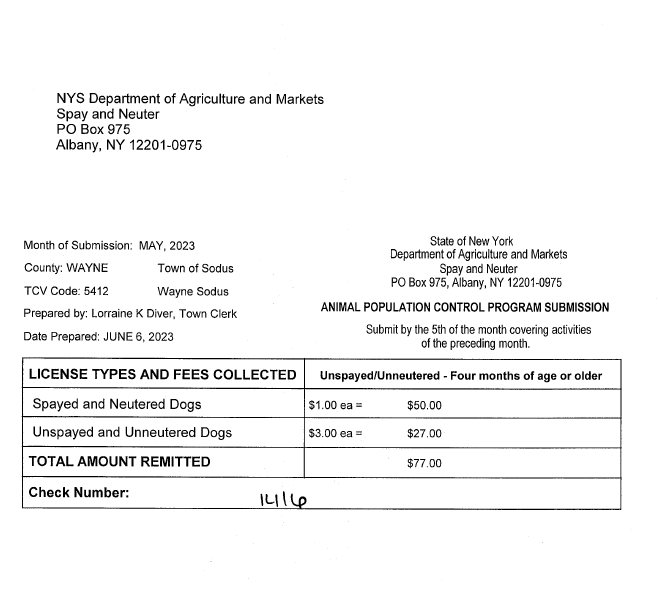 NYS Department of Agriculture and Markets
Spay and Neuter
PO Box 975
Albany, NY 12201-0975
Month of Submission: MAY, 2023
County: WAYNE Town of Sodus
TCV Code: 5412 Wayne Sodus
Prepared by: Lorraine K Diver, Town Clerk
Date Prepared: JUNE 6, 2023
State of New York
Department of Agriculture and Markets
Spay and Neuter
PO Box 975, Albany, NY 12201-0975
ANIMAL POPULATION CONTROL PROGRAM SUBMISSION
Submit by the 5th of the month covering activities
of the preceding month.
LICENSE TYPES AND FEES COLLECTED Unspayed/Unneutered - Four months of age or older
Spayed and Neutered Dogs $1.00 ea = $50.00
Unspayed and Unneutered Dogs $3.00 ea = $27.00
TOTAL AMOUNT REMITTED $77.00
Check Number: 1416